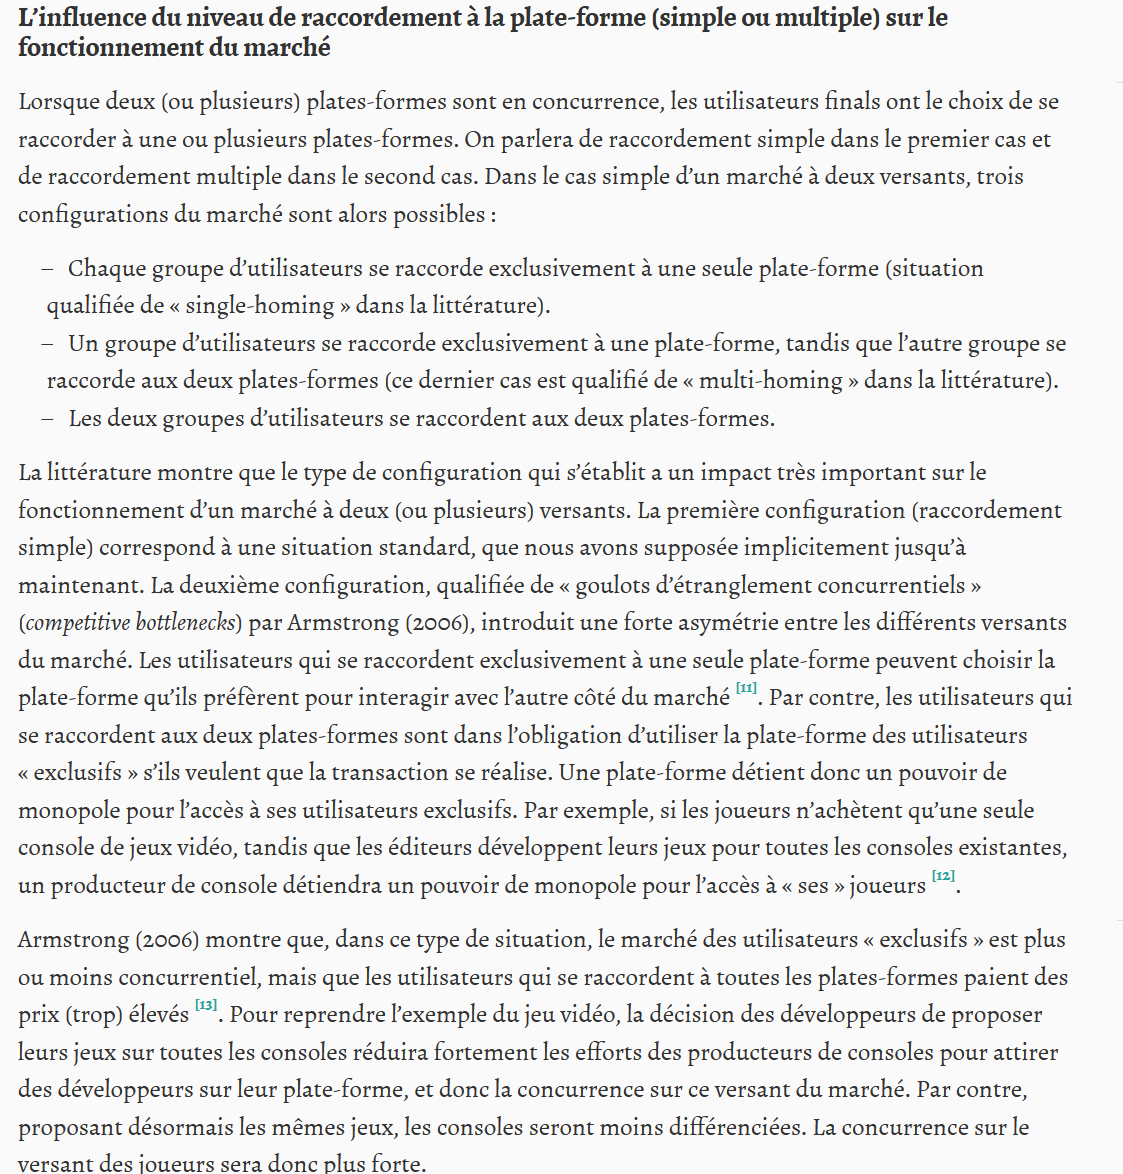 L’influence du niveau de raccordement à la plate-forme (simple ou multiple) sur le
fonctionnement du marché
Lorsque deux (ou plusieurs) plates-formes sont en concurrence, les utilisateurs finals ont le choix de se
raccorder à une ou plusieurs plates-formes. On parlera de raccordement simple dans le premier cas et
de raccordement multiple dans le second cas. Dans le cas simple d’un marché à deux versants, trois
configurations du marché sont alors possibles :
– Chaque groupe d’utilisateurs se raccorde exclusivement à une seule plate-forme (situation
qualifiée de « single-homing » dans la littérature).
– Un groupe d’utilisateurs se raccorde exclusivement à une plate-forme, tandis que l’autre groupe se
raccorde aux deux plates-formes (ce dernier cas est qualifié de « multi-homing » dans la littérature).
– Les deux groupes d’utilisateurs se raccordent aux deux plates-formes.
La littérature montre que le type de configuration qui s’établit a un impact très important sur le
fonctionnement d’un marché à deux (ou plusieurs) versants. La première configuration (raccordement
simple) correspond à une situation standard, que nous avons supposée implicitement jusqu’à
maintenant. La deuxième configuration, qualifiée de « goulots d’étranglement concurrentiels »
(competitive bottlenecks) par Armstrong (2006), introduit une forte asymétrie entre les différents versants
du marché. Les utilisateurs qui se raccordent exclusivement à une seule plate-forme peuvent choisir la
plate-forme qu’ils préfèrent pour interagir avec l’autre côté du marché [11]. Par contre, les utilisateurs qui
se raccordent aux deux plates-formes sont dans l’obligation d’utiliser la plate-forme des utilisateurs
« exclusifs » s’ils veulent que la transaction se réalise. Une plate-forme détient donc un pouvoir de
monopole pour l’accès à ses utilisateurs exclusifs. Par exemple, si les joueurs n’achètent qu’une seule
console de jeux vidéo, tandis que les éditeurs développent leurs jeux pour toutes les consoles existantes,
un producteur de console détiendra un pouvoir de monopole pour l’accès à « ses » joueurs [12].
Armstrong (2006) montre que, dans ce type de situation, le marché des utilisateurs « exclusifs » est plus
ou moins concurrentiel, mais que les utilisateurs qui se raccordent à toutes les plates-formes paient des
prix (trop) élevés [13]. Pour reprendre l’exemple du jeu vidéo, la décision des développeurs de proposer
leurs jeux sur toutes les consoles réduira fortement les efforts des producteurs de consoles pour attirer
des développeurs sur leur plate-forme, et donc la concurrence sur ce versant du marché. Par contre,
proposant désormais les mêmes jeux, les consoles seront moins différenciées. La concurrence sur le
versant des joueurs sera donc plus forte.